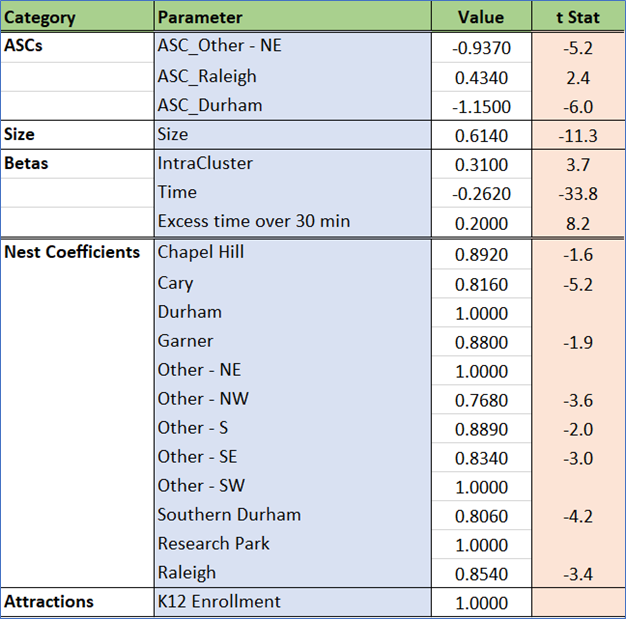 Category Parameter Value t Stat
ASCs ASC_Other - NE -0.9370 -5.2
ASC_Raleigh 0.4340 2.4
ASC_Durham -1.1500 -6.0
Size Size 0.6140 -11.3
Betas IntraCluster 0.3100 3.7
Time -0.2620 -33.8
Excess time over 30 min 0.2000 8.2
Nest Coefficients Chapel Hill 0.8920 -1.6
Cary 0.8160 -5.2
Durham 1.0000
Garner 0.8800 -1.9
Other - NE 1.0000
Other - NW 0.7680 -3.6
Other - S 0.8890 -2.0
Other - SE 0.8340 -3.0
Other - SW 1.0000
Southern Durham 0.8060 -4.2
Research Park 1.0000
Raleigh 0.8540 -3.4
Attractions K12 Enrollment 1.0000